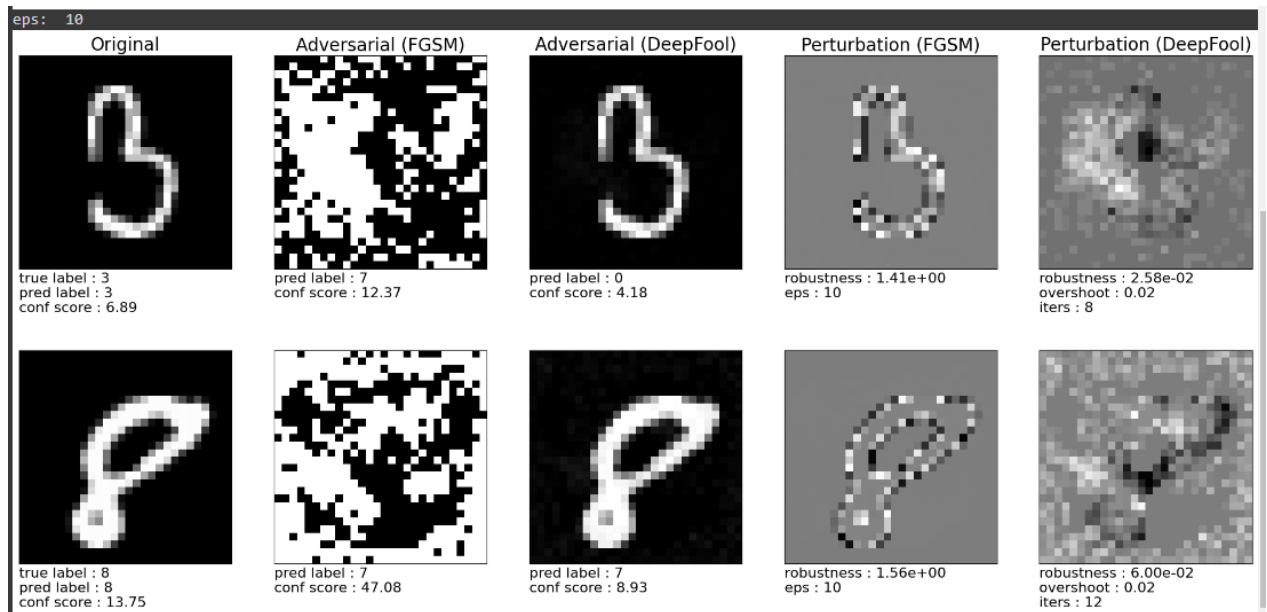 eps:  10
Original
Adversarial (FGSM)
Adversarial (DeepFool)
Perturbation (FGSM)
Perturbation (DeepFool)
true label : 3
pred label : 3
conf score : 6.89
pred label : 7
conf score : 12.37
pred label : 0
conf score : 4.18
robustness : 1.41e+00
eps : 10
robustness : 2.58e-02
overshoot : 0.02
iters : 8
true label : 8
pred label : 8
conf score : 13.75
pred label : 7
conf score : 47.08
pred label : 7
conf score : 8.93
robustness : 1.56e+00
eps : 10
robustness : 6.00e-02
overshoot : 0.02
iters : 12